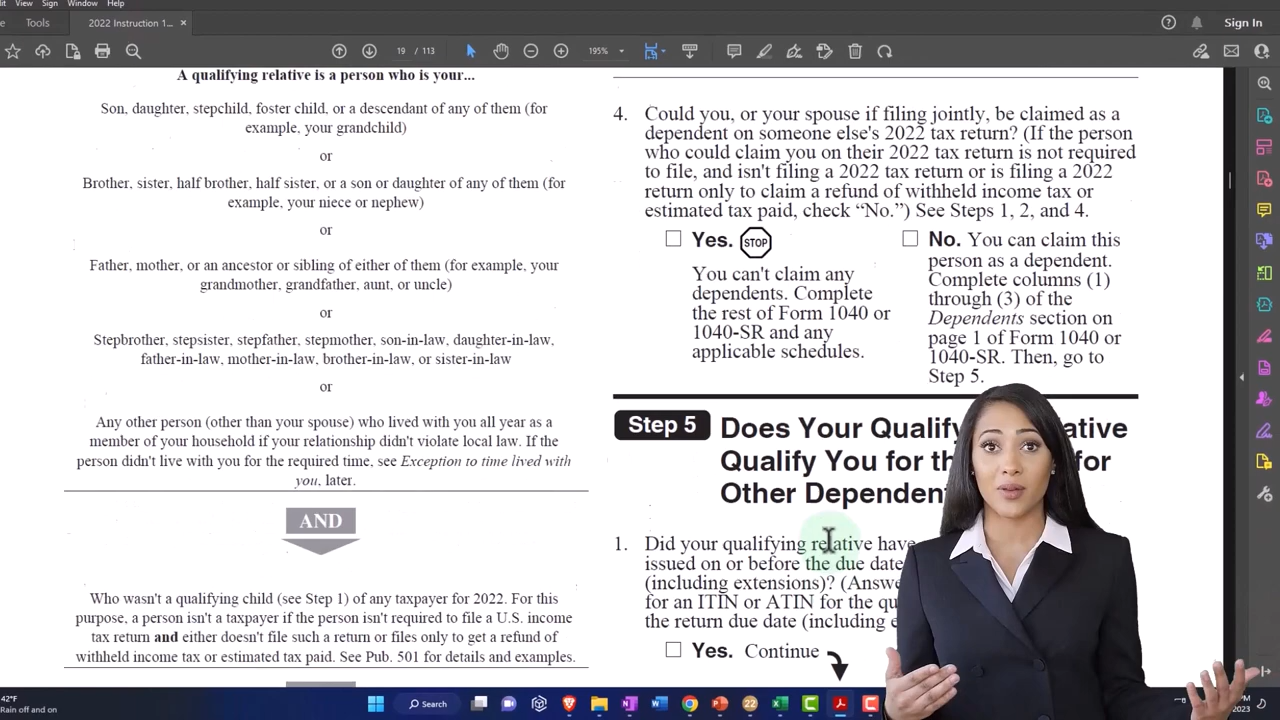 it View Sign Window Help
Tools
2022 Instruction 1...
Sign In
19 / 113
195%
A qualifying relative is a person who is your...
Son, daughter, stepchild, foster child, or a descendant of any of them (for
example, your grandchild)
or
Brother, sister, half brother, half sister, or a son or daughter of any of them (for
example, your niece or nephew)
or
Father, mother, or an ancestor or sibling of either of them (for example, your
grandmother, grandfather, aunt, or uncle)
or
Stepbrother, stepsister, stepfather, stepmother, son-in-law, daughter-in-law,
father-in-law, mother-in-law, brother-in-law, or sister-in-law
or
Any other person (other than your spouse) who lived with you all year as a
member of your household if your relationship didn't violate local law. If the
person didn't live with you for the required time, see Exception to time lived with
you, later.
AND
Who wasn't a qualifying child (see Step 1) of any taxpayer for 2022. For this
purpose, a person isn't a taxpayer if the person isn't required to file a U.S. income
tax return and either doesn't file such a return or files only to get a refund of
withheld income tax or estimated tax paid. See Pub. 501 for details and examples.
4. Could you, or your spouse if filing jointly, be claimed as a
dependent on someone else's 2022 tax return? (If the person
who could claim you on their 2022 tax return is not required
to file, and isn't filing a 2022 tax return or is filing a 2022
return only to claim a refund of withheld income tax or
estimated tax paid, check “No.”) See Steps 1, 2, and 4.
Yes. STOP
You can't claim any
dependents. Complete
the rest of Form 1040 or
1040-SR and any
applicable schedules.
No. You can claim this
person as a dependent.
Complete columns (1)
through (3) of the
Dependents section on
page 1 of Form 1040 or
1040-SR. Then, go to
Step 5.
Step 5
Does Your Qualify ative
Qualify You for th for
Other Dependen
1. Did your qualifying relative have
issued on or before the due date
(including extensions)? (Answe
for an ITIN or ATIN for the qu
the return due date (including e
Yes. Continue
42°F
Rain off and on
Search
22
PM
2023